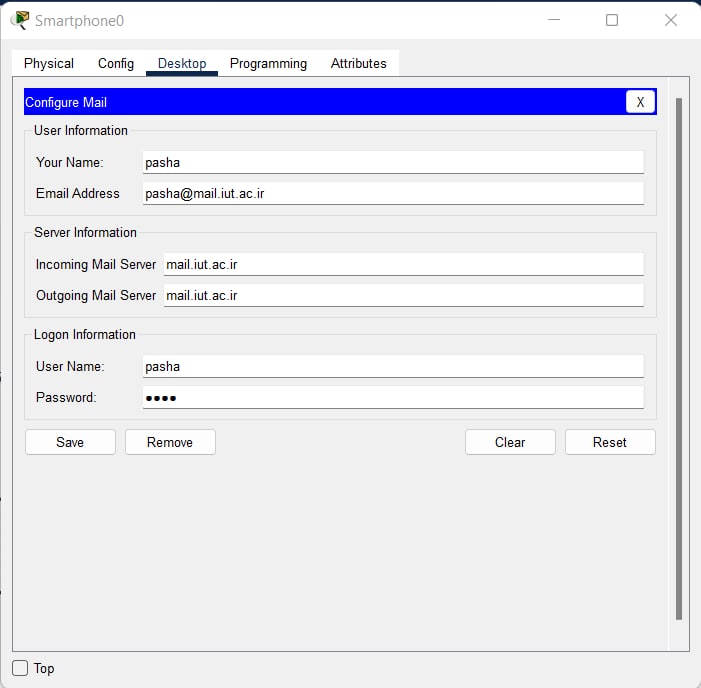 Smartphone0
Physical Config Desktop Programming Attributes
Configure Mail X
User Information
Your Name: pasha
Email Address pasha@mail.iut.ac.ir
Server Information
Incoming Mail Server mail.iut.ac.ir
Outgoing Mail Server mail.iut.ac.ir
Logon Information
User Name: pasha
Password: ●●●●
Save Remove Clear Reset
Top